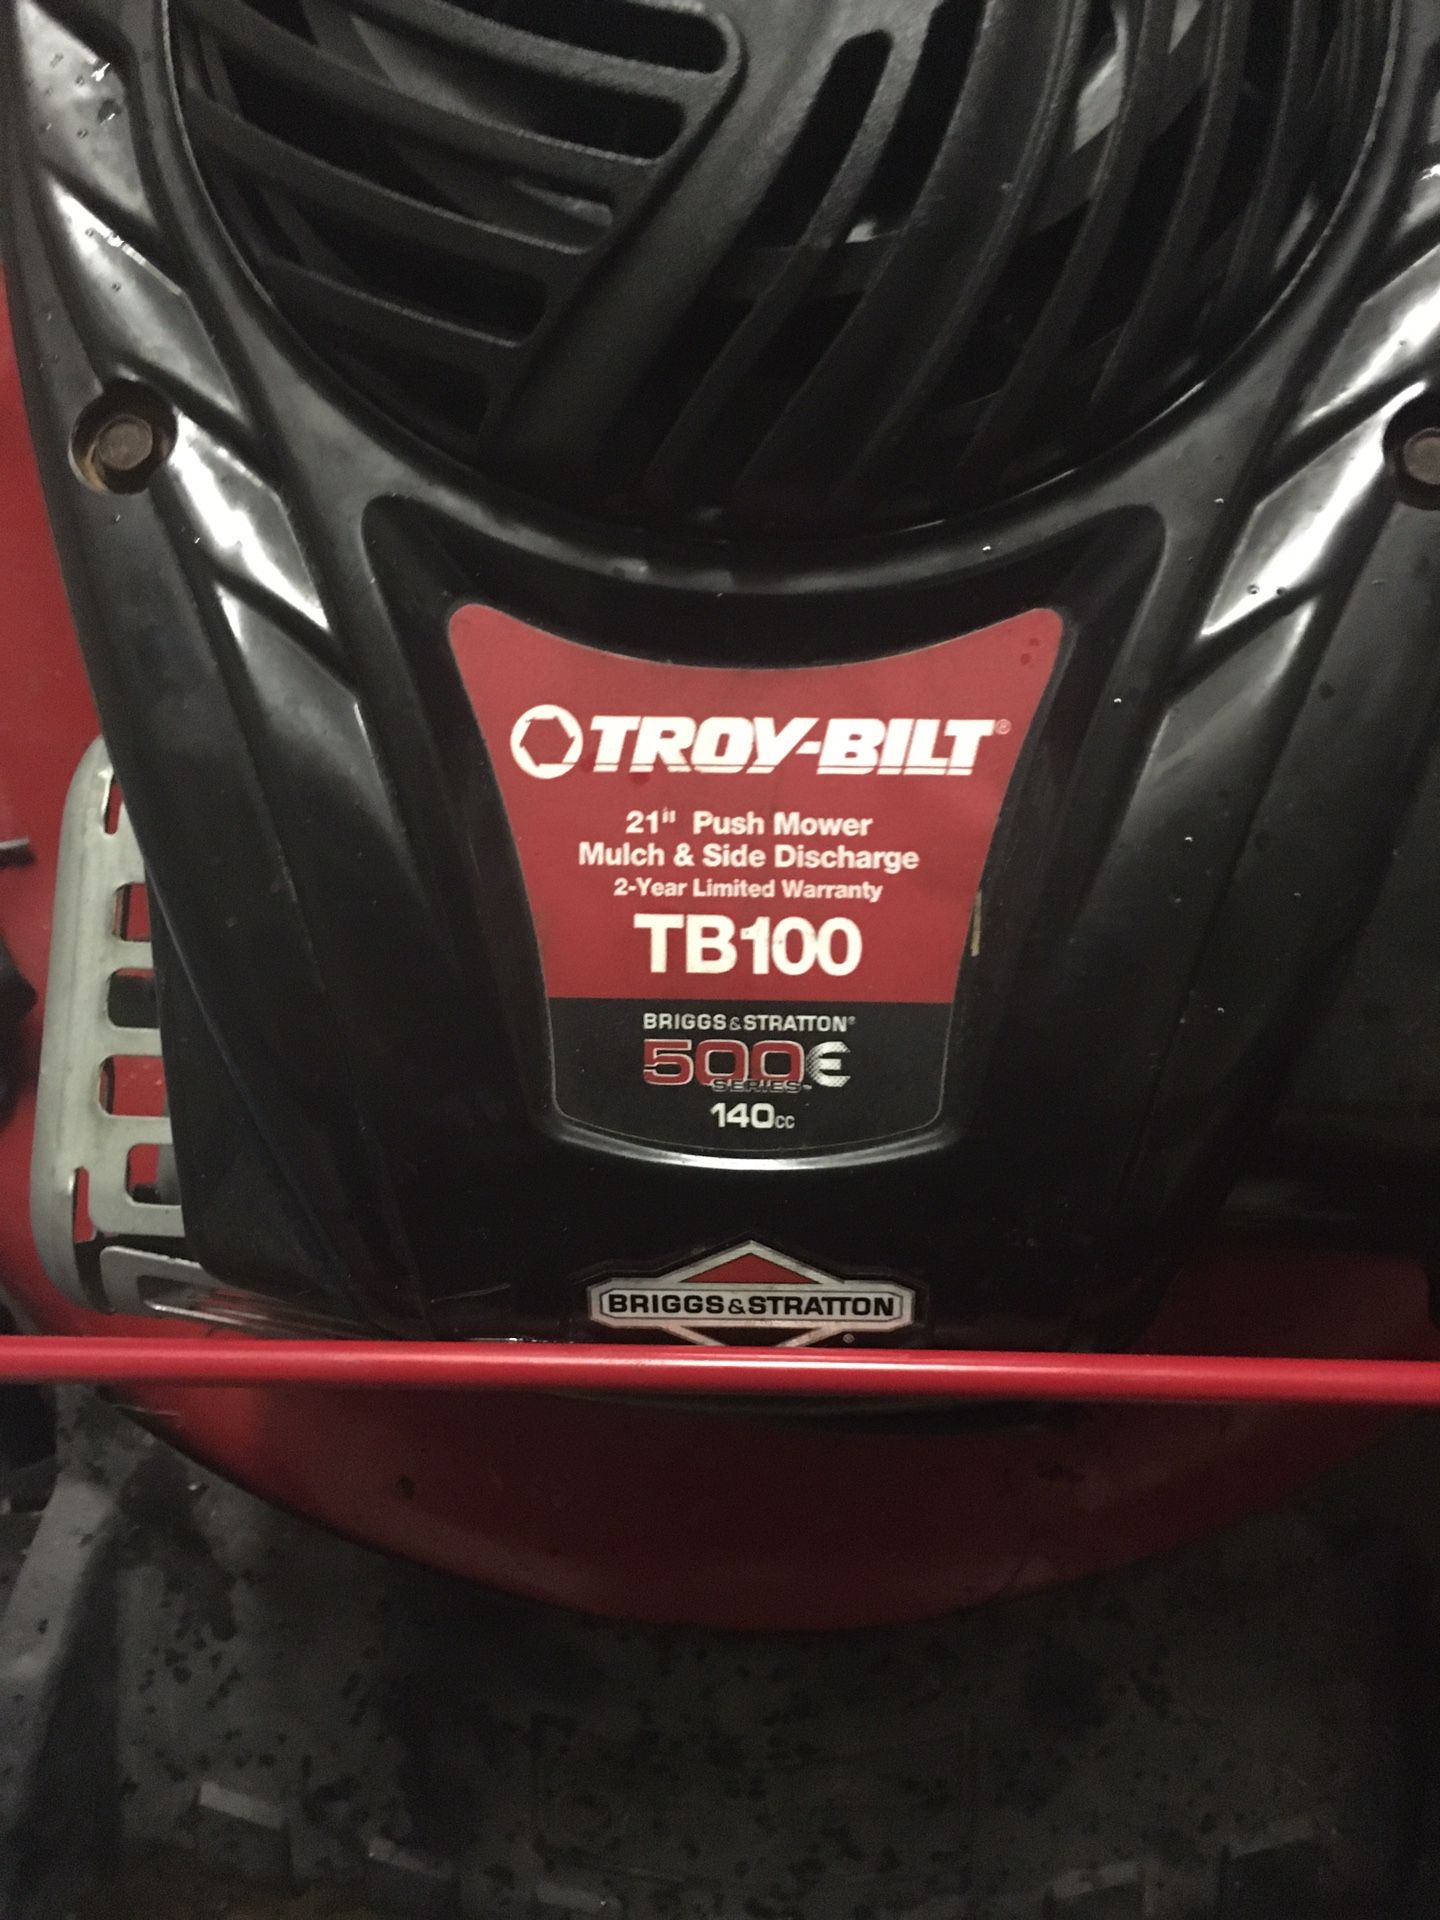 TROY-BILT®
21" Push Mower
Mulch & Side Discharge
2-Year Limited Warranty
TB100
BRIGGS&STRATTON®
500E
SERIES™
140cc
BRIGGS&STRATTON
®